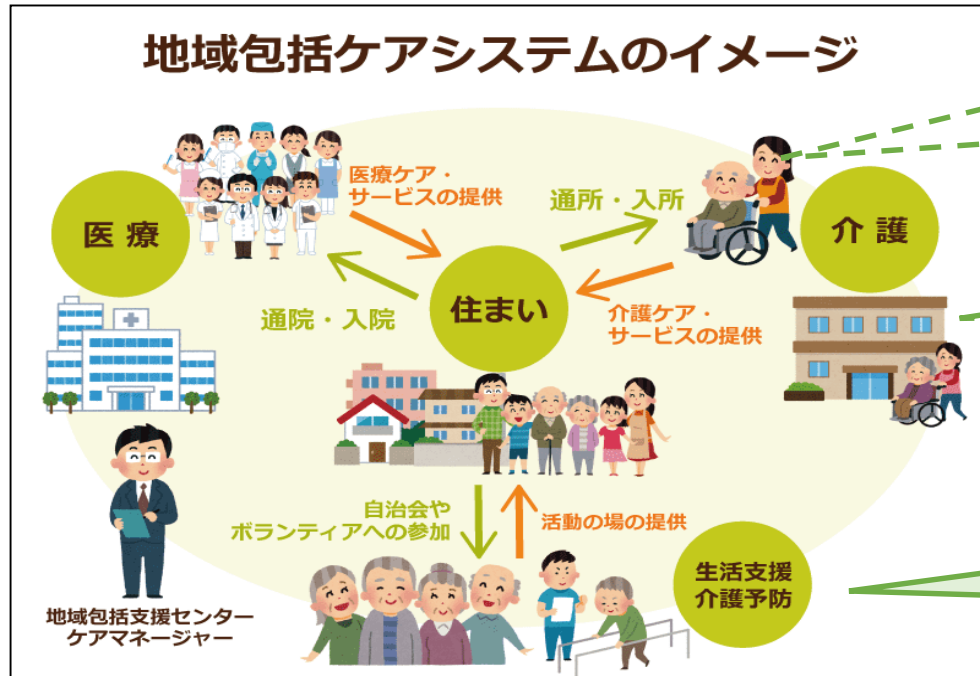 地域包括ケアシステムのイメージ
医療ケア・
サービスの提供
通所・入所
医 療
介 護
住まい
通院・入院
介護ケア・
サービスの提供
自治会や
ボランティアへの参加
活動の場の提供
生活支援
介護予防
地域包括支援センター
ケアマネージャー